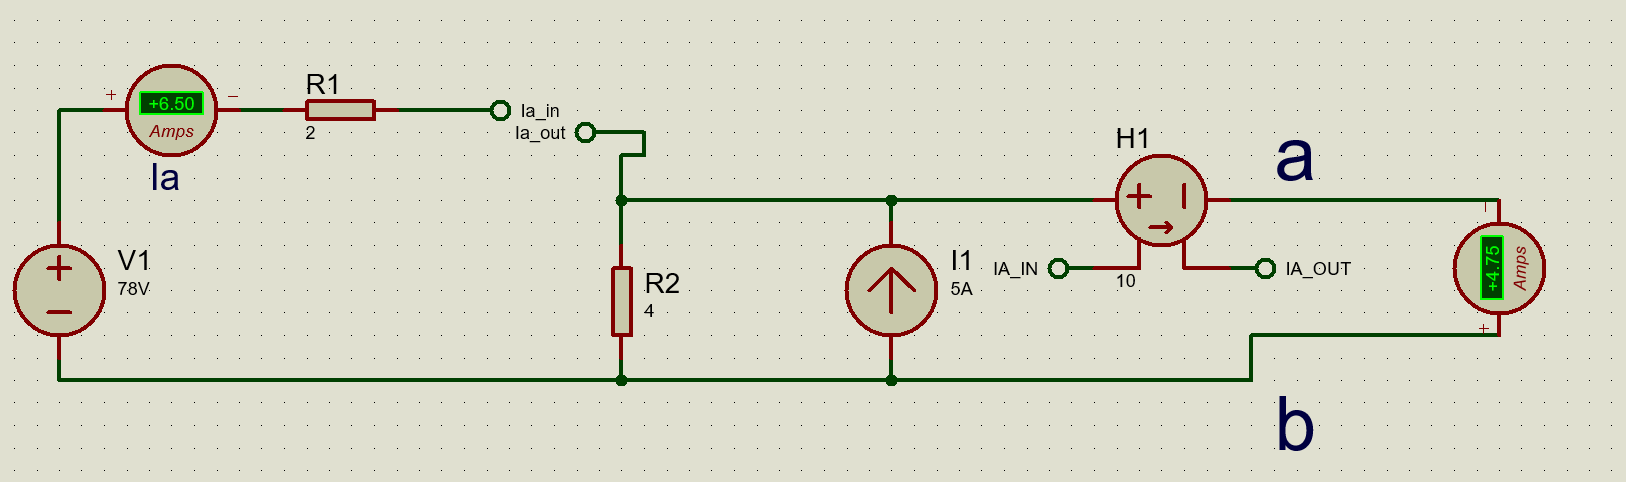 R1
+6.50
Amps
2
Ia_in
Ia_out
Ia
H1
a
V1
78V
R2
4
I1
5A
IA_IN
10
IA_OUT
+4.75
Amps
b